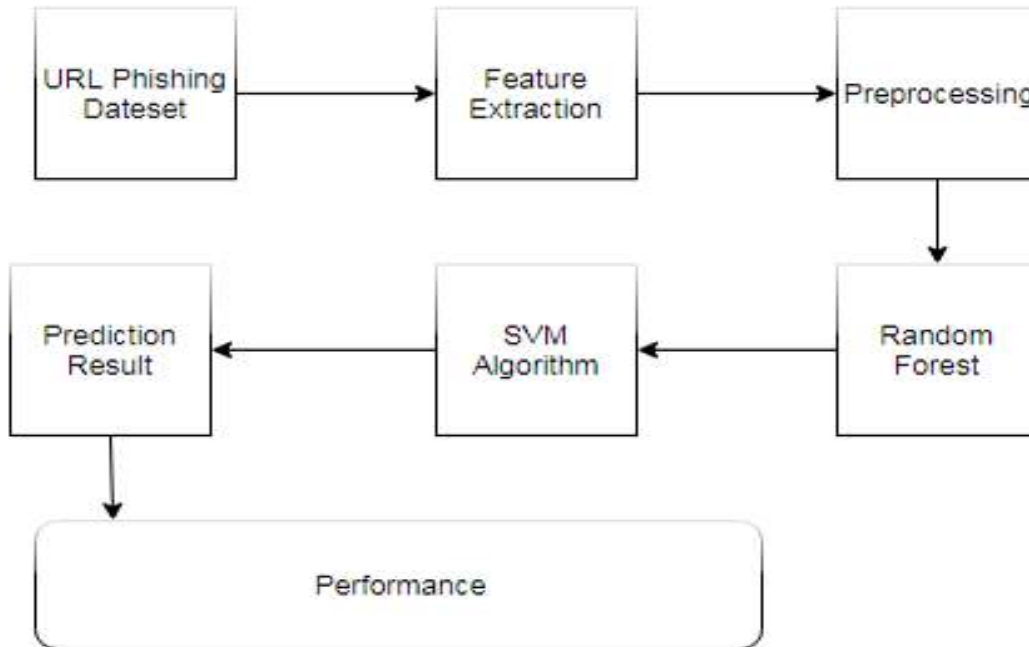 URL Phishing
Dateset
Feature
Extraction
Preprocessing
Random
Forest
SVM
Algorithm
Prediction
Result
Performance